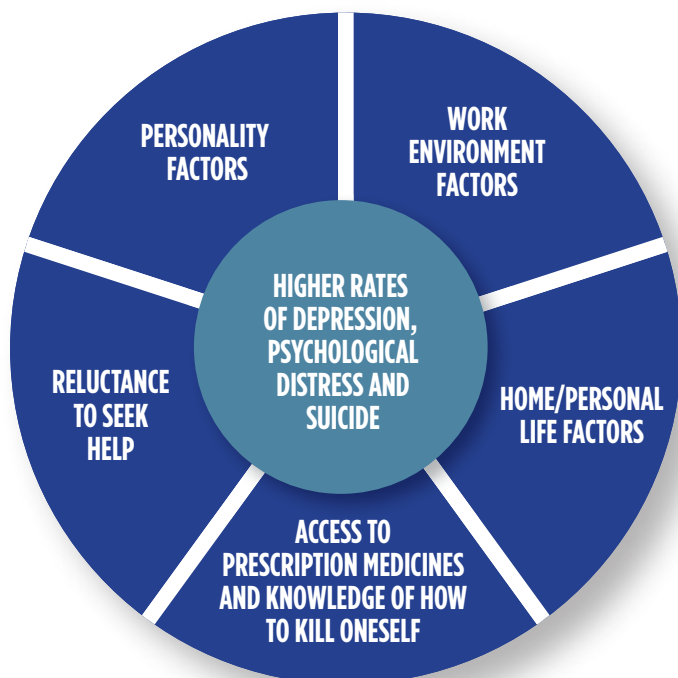 PERSONALITY
FACTORS
WORK
ENVIRONMENT
FACTORS
HIGHER RATES
OF DEPRESSION,
PSYCHOLOGICAL
DISTRESS AND
SUICIDE
RELUCTANCE
TO SEEK
HELP
HOME/PERSONAL
LIFE FACTORS
ACCESS TO
PRESCRIPTION MEDICINES
AND KNOWLEDGE OF HOW
TO KILL ONESELF